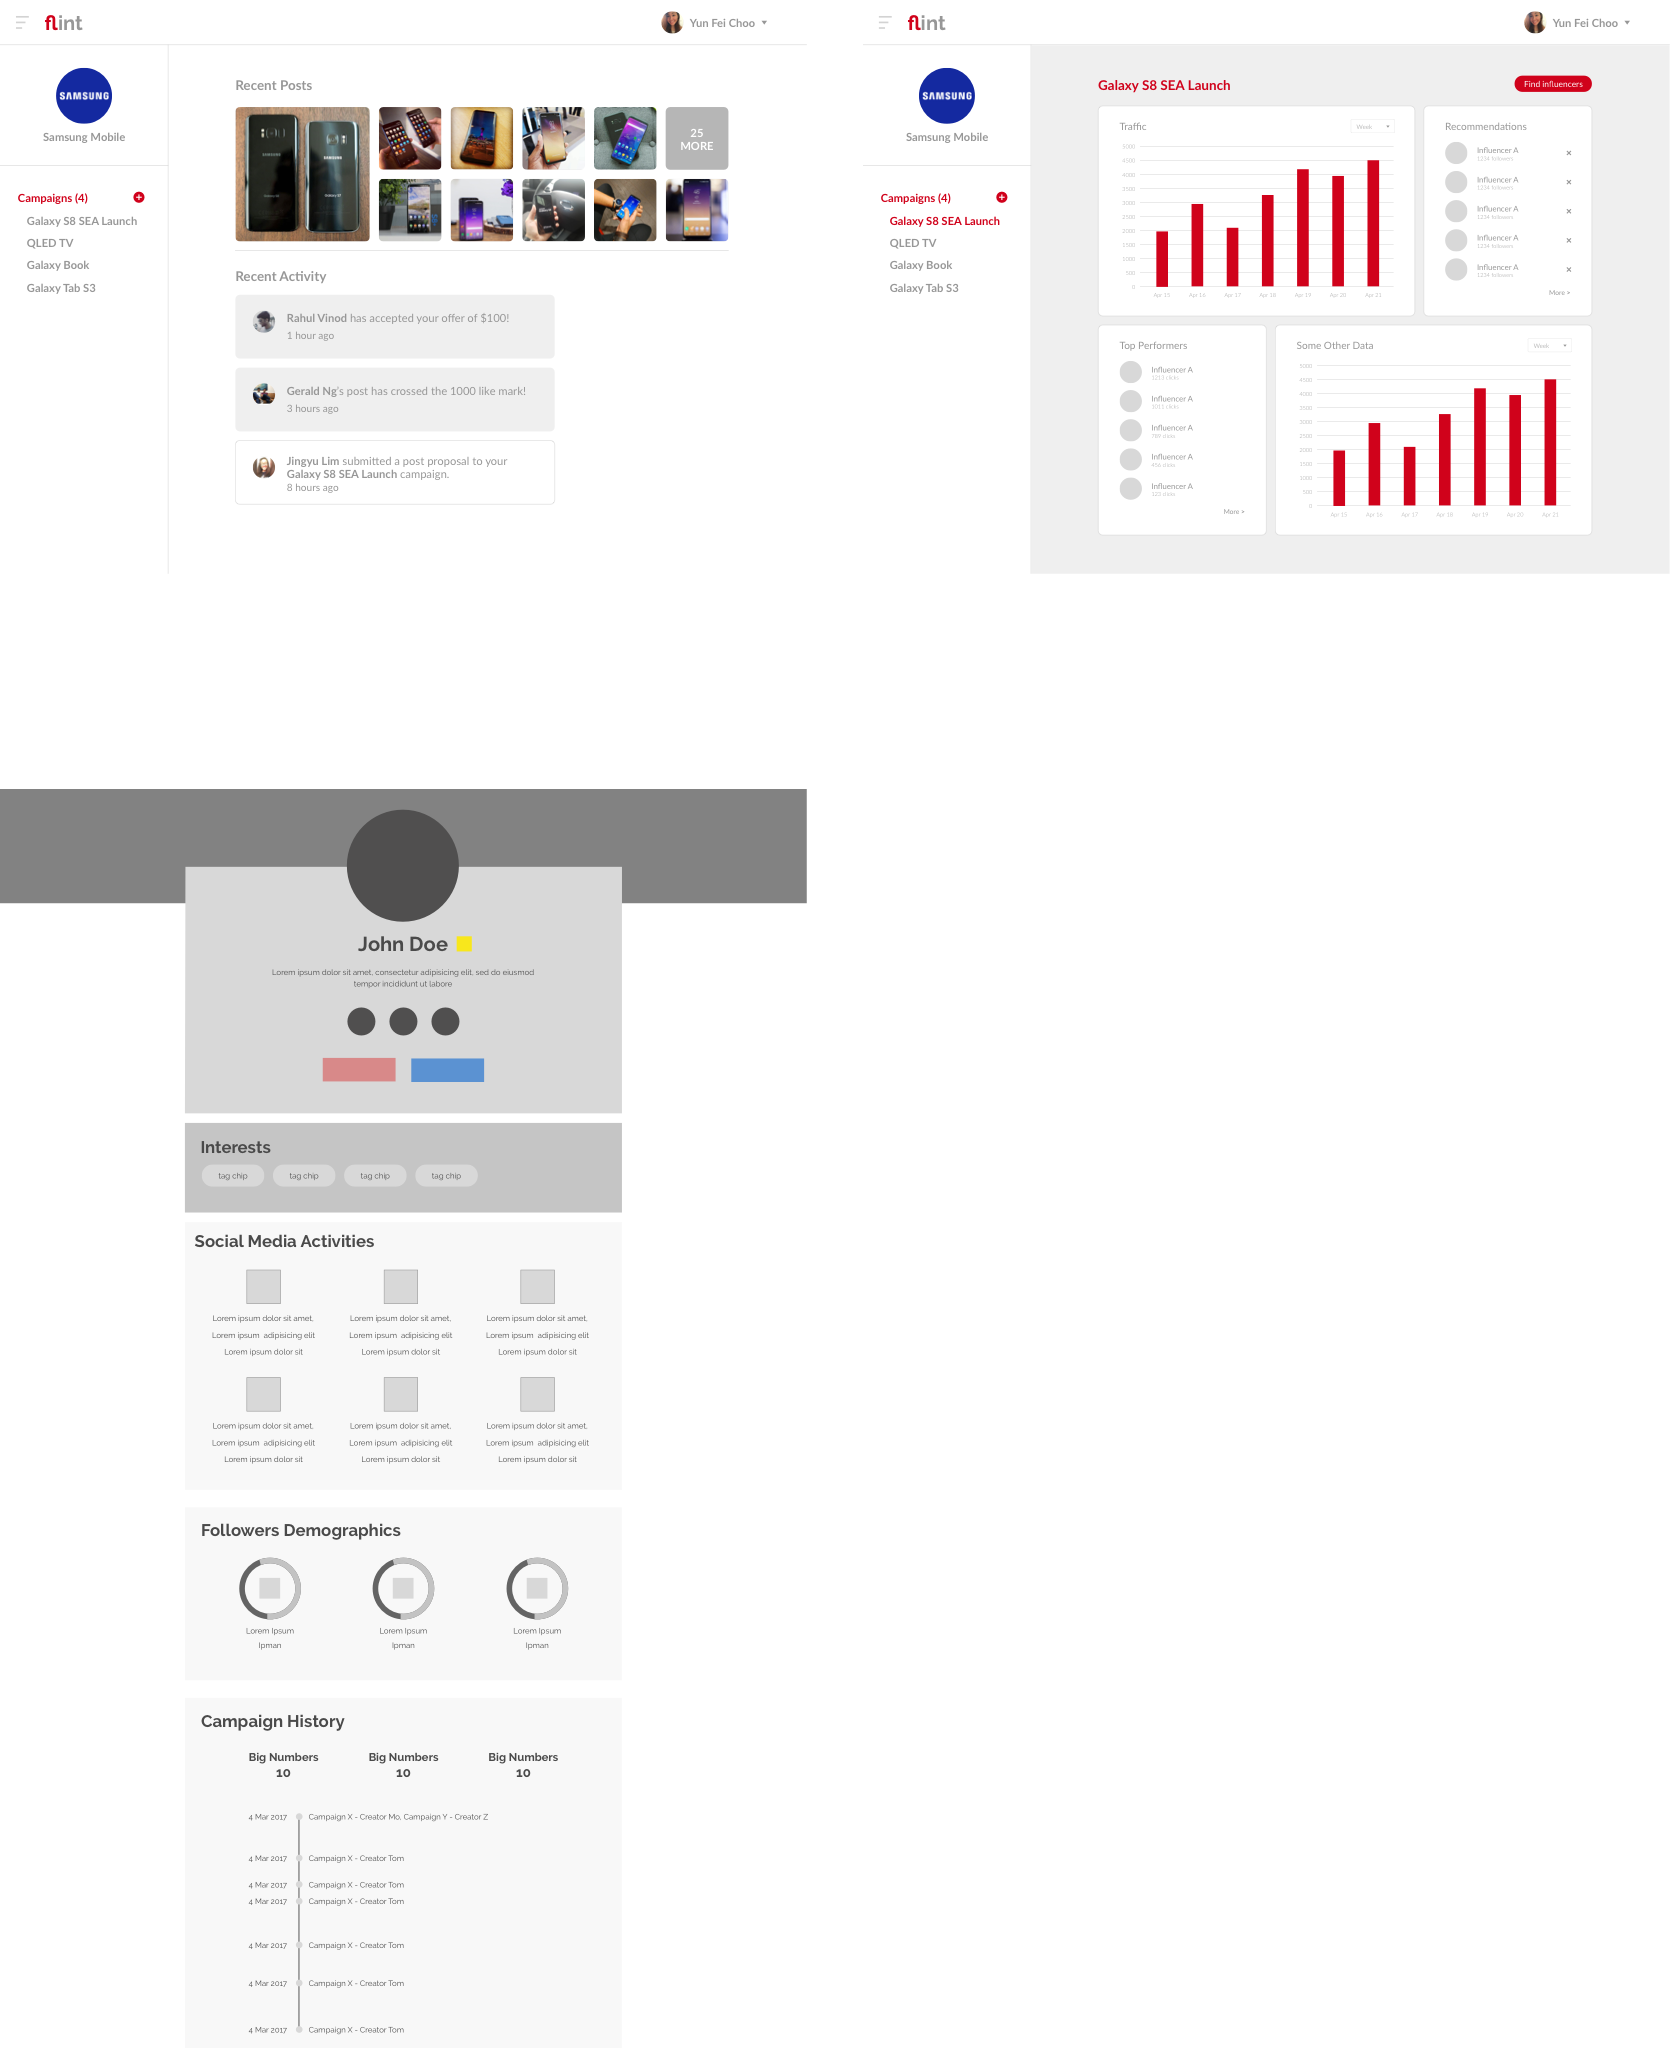 flint
Yun Fei Choo
SAMSUNG
Samsung Mobile
Campaigns (4)
Galaxy S8 SEA Launch
QLED TV
Galaxy Book
Galaxy Tab S3
Recent Posts
25
MORE
Recent Activity
Rahul Vinod has accepted your offer of $100!
1 hour ago
Gerald Ng's post has crossed the 1000 like mark!
3 hours ago
Jingyu Lim submitted a post proposal to your
Galaxy S8 SEA Launch campaign.
8 hours ago
flint
Yun Fei Choo
SAMSUNG
Samsung Mobile
Campaigns (4)
Galaxy S8 SEA Launch
QLED TV
Galaxy Book
Galaxy Tab S3
Galaxy S8 SEA Launch
Find influencers
Traffic
Week
5000
4500
4000
3500
3000
2500
2000
1500
1000
500
0
Apr 15 Apr 16 Apr 17 Apr 18 Apr 19 Apr 20 Apr 21
Recommendations
Influencer A
1234 followers
Influencer A
1234 followers
Influencer A
1234 followers
Influencer A
1234 followers
Influencer A
1234 followers
More >
Top Performers
Influencer A
1213 clicks
Influencer A
1011 clicks
Influencer A
789 clicks
Influencer A
456 clicks
Influencer A
123 clicks
More >
Some Other Data
Week
5000
4500
4000
3500
3000
2500
2000
1500
1000
500
0
Apr 15 Apr 16 Apr 17 Apr 18 Apr 19 Apr 20 Apr 21
John Doe
Lorem ipsum dolor sit amet, consectetur adipisicing elit, sed do eiusmod
tempor incididunt ut labore
Interests
tag chip tag chip tag chip tag chip
Social Media Activities
Lorem ipsum dolor sit amet, Lorem ipsum dolor sit amet, Lorem ipsum dolor sit amet,
Lorem ipsum adipisicing elit Lorem ipsum adipisicing elit Lorem ipsum adipisicing elit
Lorem ipsum dolor sit Lorem ipsum dolor sit Lorem ipsum dolor sit
Lorem ipsum dolor sit amet, Lorem ipsum dolor sit amet, Lorem ipsum dolor sit amet,
Lorem ipsum adipisicing elit Lorem ipsum adipisicing elit Lorem ipsum adipisicing elit
Lorem ipsum dolor sit Lorem ipsum dolor sit Lorem ipsum dolor sit
Followers Demographics
Lorem Ipsum Lorem Ipsum Lorem Ipsum
Ipman Ipman Ipman
Campaign History
Big Numbers Big Numbers Big Numbers
10 10 10
4 Mar 2017 Campaign X - Creator Mo, Campaign Y - Creator Z
4 Mar 2017 Campaign X - Creator Tom
4 Mar 2017 Campaign X - Creator Tom
4 Mar 2017 Campaign X - Creator Tom
4 Mar 2017 Campaign X - Creator Tom
4 Mar 2017 Campaign X - Creator Tom
4 Mar 2017 Campaign X - Creator Tom